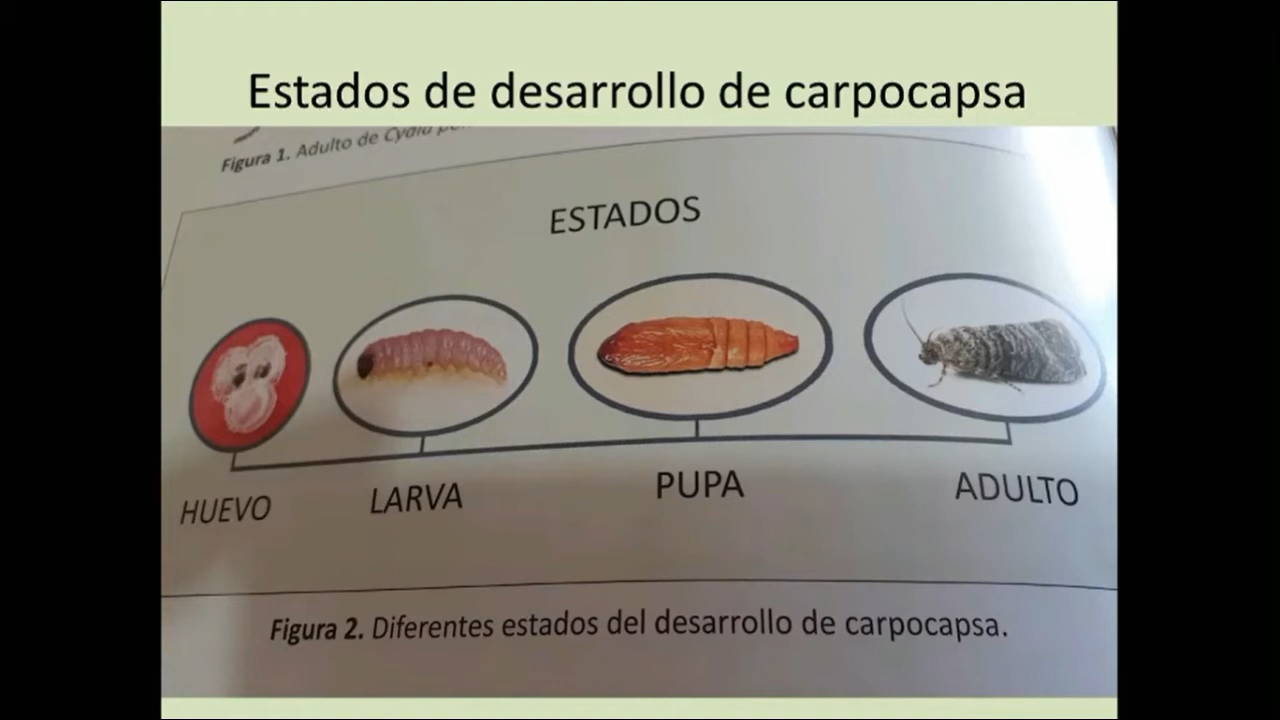 Estados de desarrollo de carpocapsa
Figura 1. Adulto de Cydia
ESTADOS
HUEVO
LARVA
PUPA
ADULTO
Figura 2. Diferentes estados del desarrollo de carpocapsa.